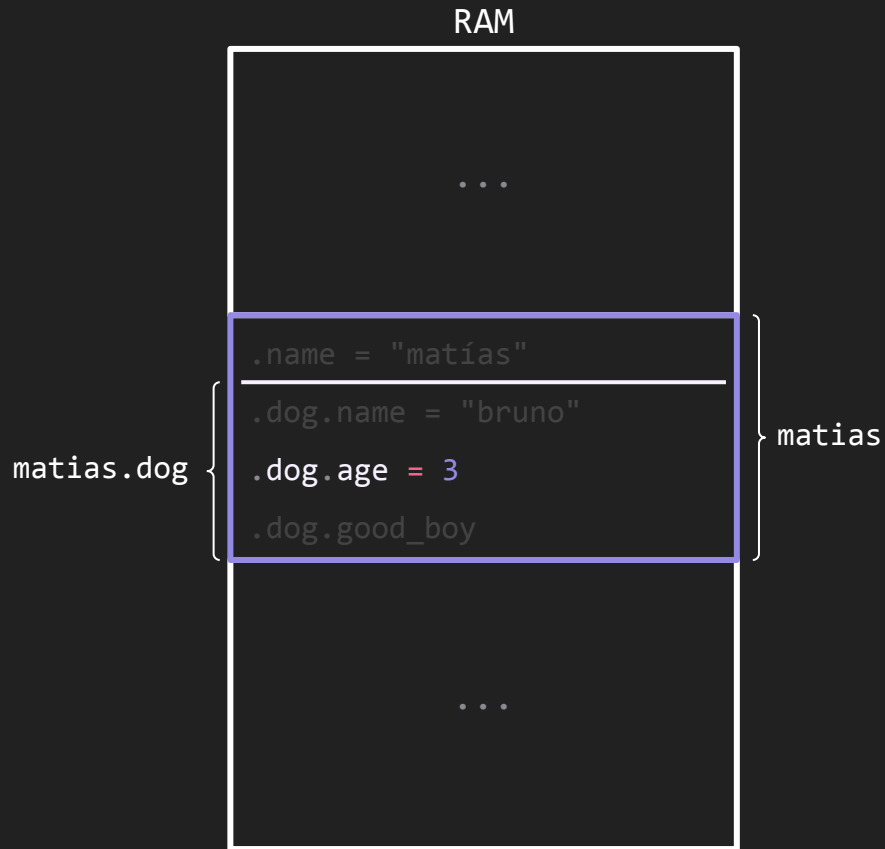 RAM
...
.name = "matías"
.dog.name = "bruno"
matias
matias.dog
.dog.age = 3
.dog.good_boy
...